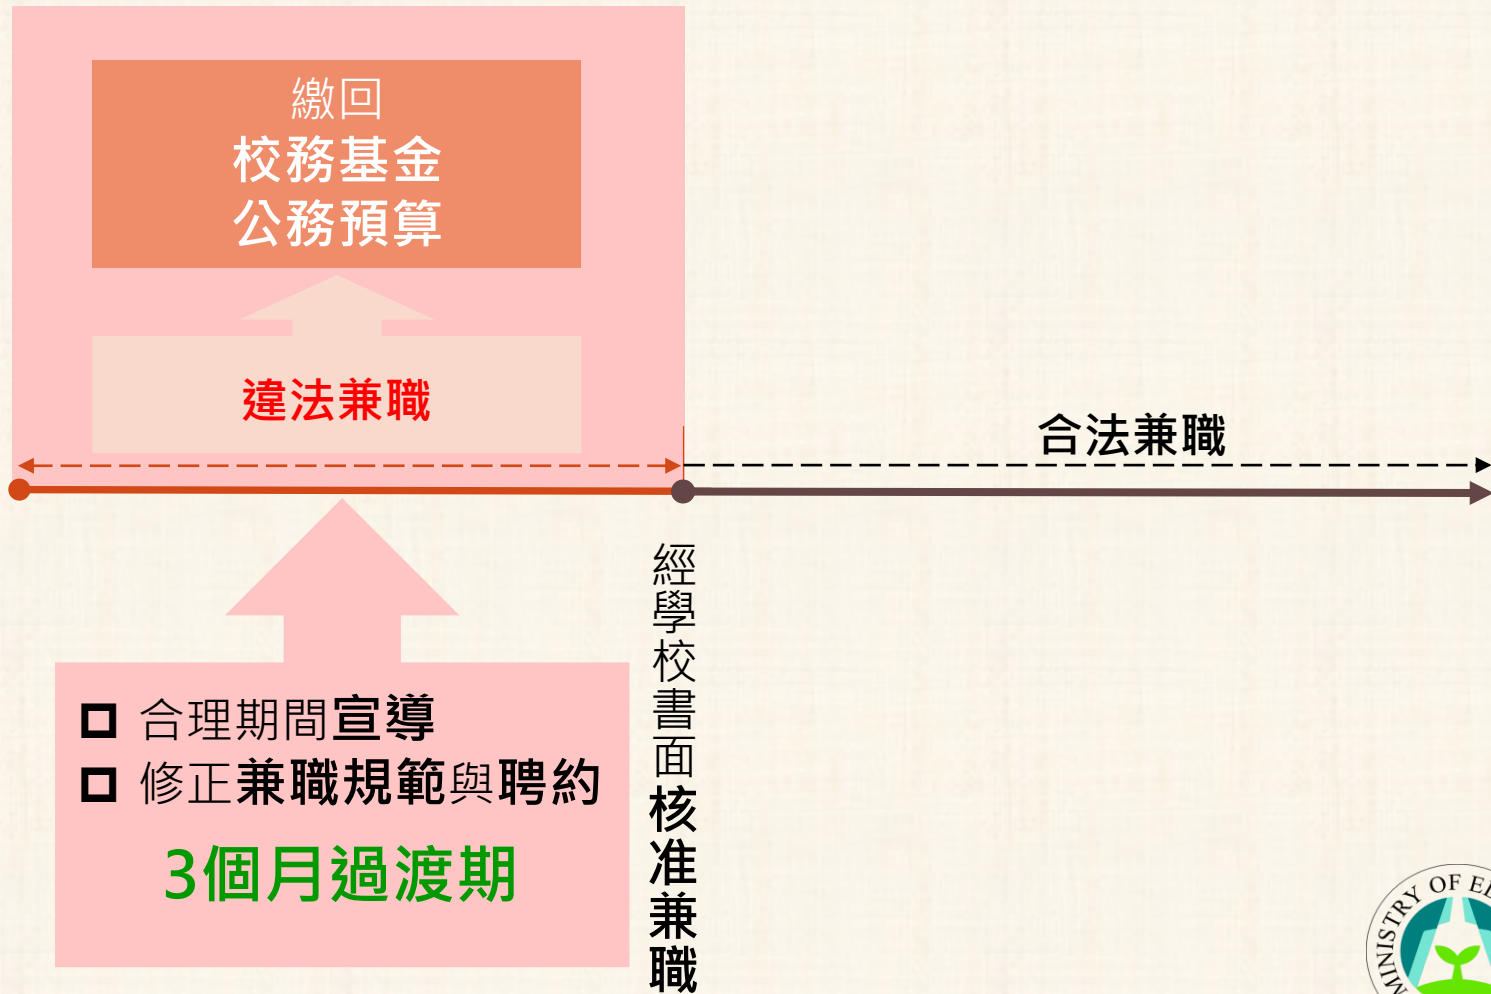 繳回
校務基金
公務預算
違法兼職
合法兼職
經學校書面核准兼職
合理期間宣導
修正兼職規範與聘約
3個月過渡期
MINISTRY OF